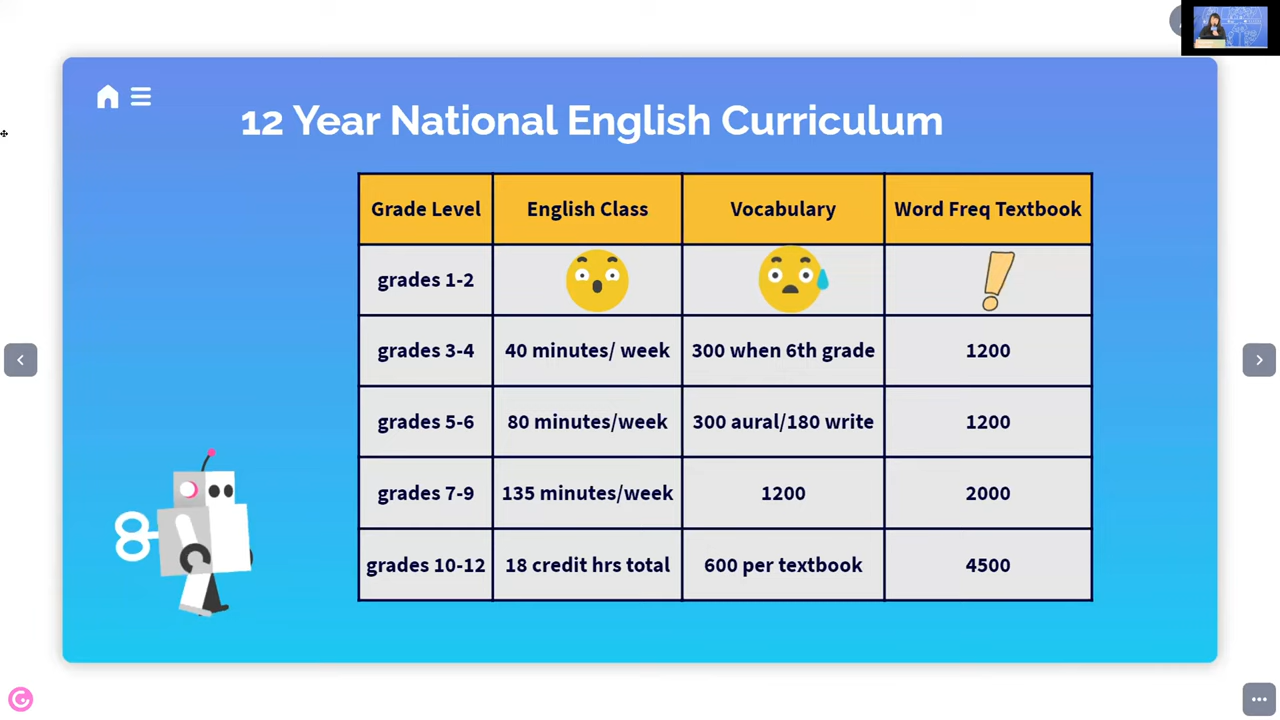 12 Year National English Curriculum
Grade Level English Class Vocabulary Word Freq Textbook
grades 1-2
grades 3-4 40 minutes/ week 300 when 6th grade 1200
grades 5-6 80 minutes/week 300 aural/180 write 1200
grades 7-9 135 minutes/week 1200 2000
grades 10-12 18 credit hrs total 600 per textbook 4500